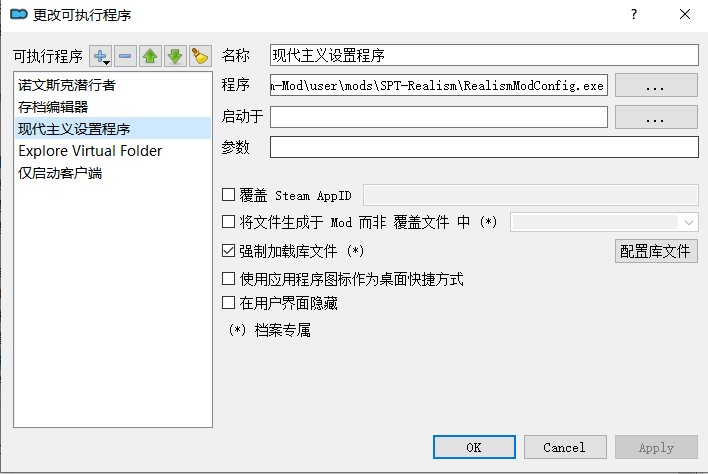 更改可执行程序
可执行程序
诺文斯克潜行者
存档编辑器
现代主义设置程序
Explore Virtual Folder
仅启动客户端
名称 现代主义设置程序
程序 n-Mod\user\mods\SPT-Realism\RealismModConfig.exe ...
启动于 ...
参数
覆盖 Steam AppID
将文件生成于 Mod 而非 覆盖文件 中 (*)
强制加载库文件 (*) 配置库文件
使用应用程序图标作为桌面快捷方式
在用户界面隐藏
(*) 档案专属
OK Cancel Apply